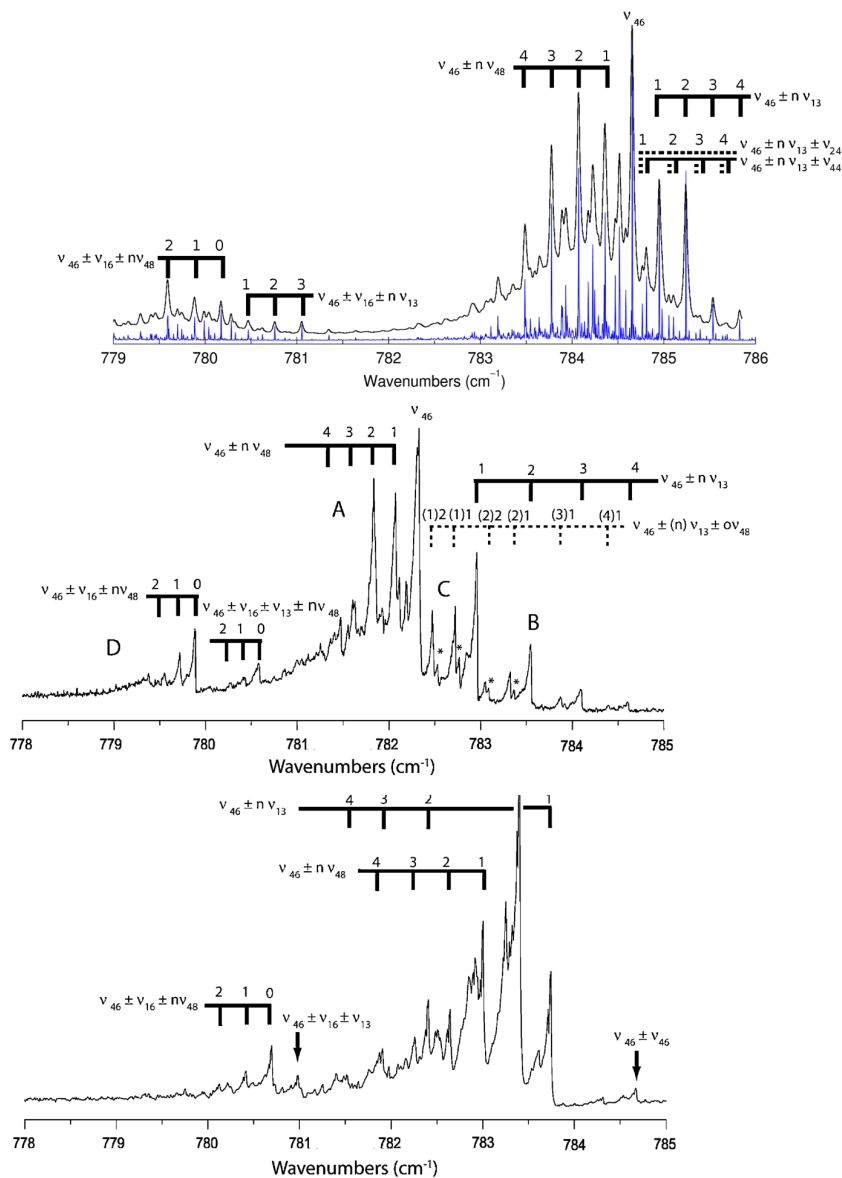 ν46
4 3 2 1
ν46 ± n ν48
1 2 3 4
ν46 ± n ν13
1 2 3 4
ν46 ± n ν13 ± ν24
ν46 ± n ν13 ± ν44
2 1 0
ν46 ± ν16 ± nν48
1 2 3
ν46 ± ν16 ± n ν13
779 780 781 782 783 784 785 786
Wavenumbers (cm⁻¹)
ν46
4 3 2 1
ν46 ± n ν48
1 2 3 4
ν46 ± n ν13
A
(1)2 (1)1 (2)2 (2)1 (3)1 (4)1
ν46 ± (n) ν13 ± oν48
C
ν46 ± ν16 ± nν48
2 1 0
ν46 ± ν16 ± ν13 ± nν48
2 1 0
D
B
* * * *
778 779 780 781 782 783 784 785
Wavenumbers (cm⁻¹)
ν46 ± n ν13
4 3 2 1
ν46 ± n ν48
4 3 2 1
ν46 ± ν16 ± nν48
2 1 0
ν46 ± ν16 ± ν13
ν46 ± ν46
778 779 780 781 782 783 784 785
Wavenumbers (cm⁻¹)